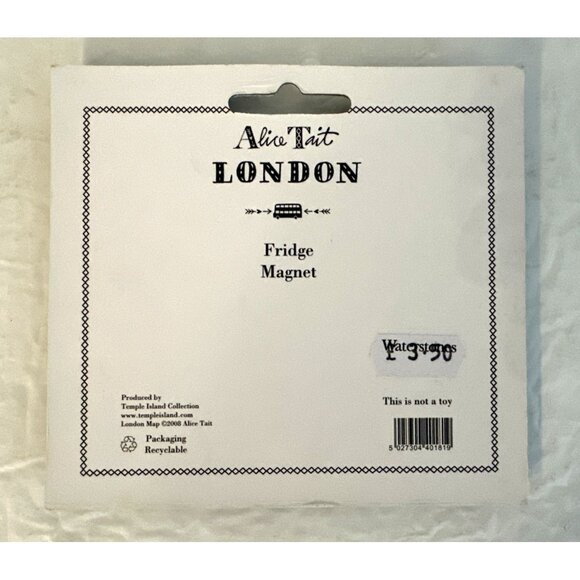 Alice Tait
LONDON
Fridge
Magnet
Waterstones
£ 3.50
This is not a toy
Produced by
Temple Island Collection
www.templeisland.com
London Map ©2008 Alice Tait
Packaging
Recyclable
5 027304 401819